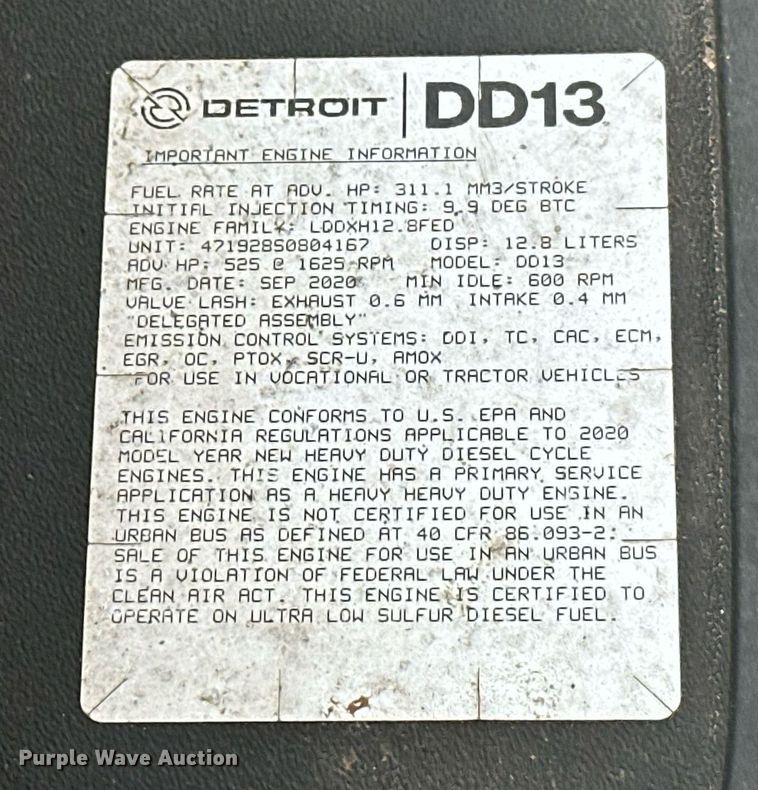 DETROIT DD13
IMPORTANT ENGINE INFORMATION
FUEL RATE AT ADV. HP: 311.1 MM3/STROKE
INITIAL INJECTION TIMING: 9.9 DEG BTC
ENGINE FAMILY: LDDXH12.8FED
UNIT: 471928S0804167 DISP: 12.8 LITERS
ADV HP: 525 @ 1625 RPM MODEL: DD13
MFG. DATE: SEP 2020 MIN IDLE: 600 RPM
VALVE LASH: EXHAUST 0.6 MM INTAKE 0.4 MM
"DELEGATED ASSEMBLY"
EMISSION CONTROL SYSTEMS: DDI, TC, CAC, ECM,
EGR, OC, PTOX, SCR-U, AMOX
FOR USE IN VOCATIONAL OR TRACTOR VEHICLES
THIS ENGINE CONFORMS TO U.S. EPA AND
CALIFORNIA REGULATIONS APPLICABLE TO 2020
MODEL YEAR NEW HEAVY DUTY DIESEL CYCLE
ENGINES. THIS ENGINE HAS A PRIMARY SERVICE
APPLICATION AS A HEAVY HEAVY DUTY ENGINE.
THIS ENGINE IS NOT CERTIFIED FOR USE IN AN
URBAN BUS AS DEFINED AT 40 CFR 86.093-2.
SALE OF THIS ENGINE FOR USE IN AN URBAN BUS
IS A VIOLATION OF FEDERAL LAW UNDER THE
CLEAN AIR ACT. THIS ENGINE IS CERTIFIED TO
OPERATE ON ULTRA LOW SULFUR DIESEL FUEL.
Purple Wave Auction